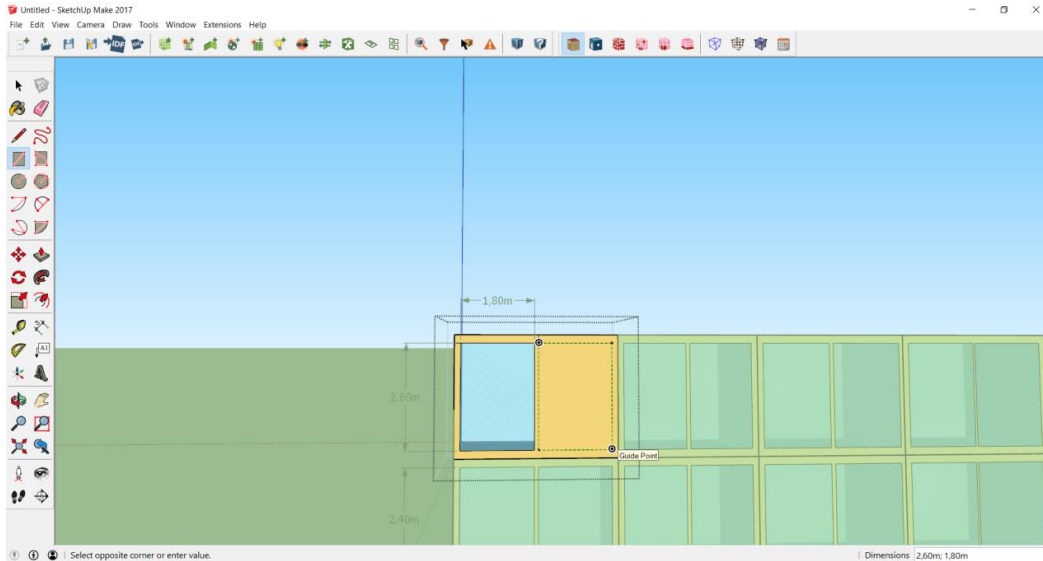 Untitled - SketchUp Make 2017
File Edit View Camera Draw Tools Window Extensions Help
IDF
1,80m
2,60m
Guide Point
2,40m
Select opposite corner or enter value.
Dimensions 2,60m; 1,80m